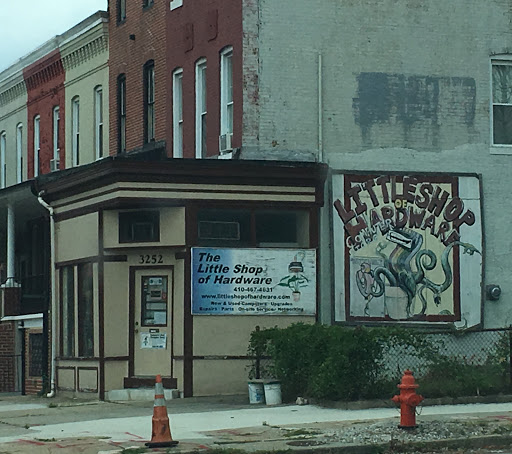 3252
The
Little Shop
of Hardware
410-467-4031
www.littleshopofhardware.com
New & Used Computers · Upgrades
Repairs · Parts · On-site Service · Networking
LITTLE SHOP
OF
HARDWARE